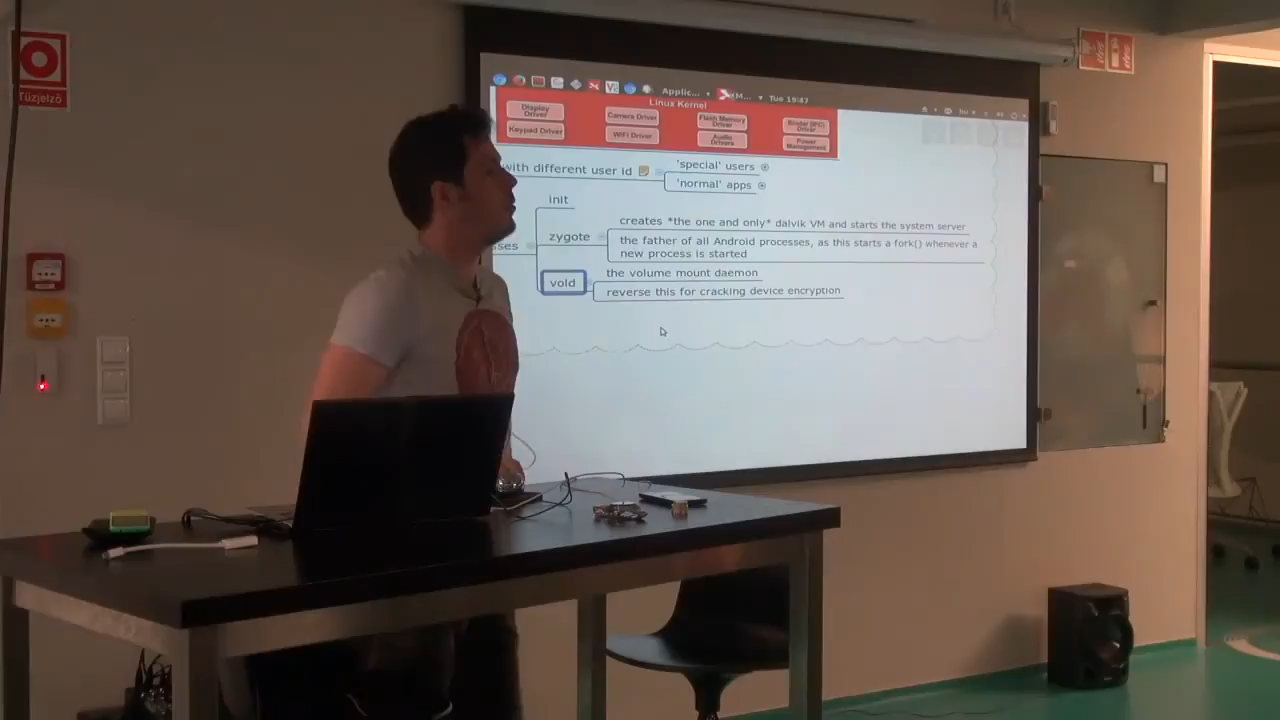 Tűzjelző
Applic...
M...
Tue 19:47
Linux Kernel
Display Driver
Camera Driver
Flash Memory Driver
Binder (IPC) Driver
Keypad Driver
WiFi Driver
Audio Drivers
Power Management
with different user id
'special' users
'normal' apps
init
creates *the one and only* dalvik VM and starts the system server
zygote
the father of all Android processes, as this starts a fork() whenever a
new process is started
sses
vold
the volume mount daemon
reverse this for cracking device encryption